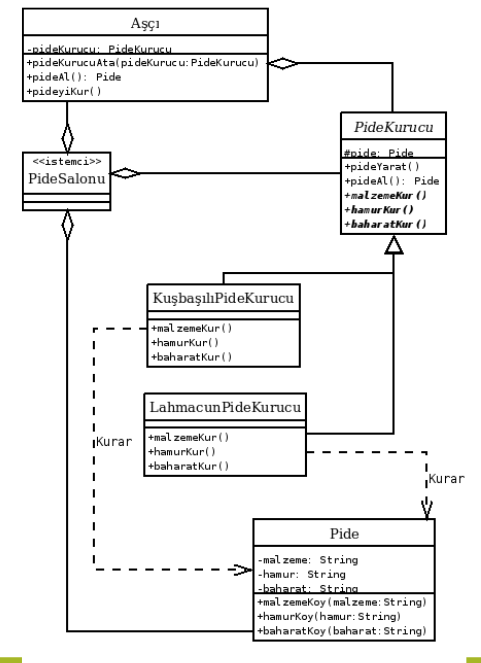 Aşçı
-pideKurucu: PideKurucu
+pideKurucuAta(pideKurucu:PideKurucu)
+pideAl(): Pide
+pideyiKur()
PideKurucu
#pide: Pide
+pideYarat()
+pideAl(): Pide
+malzemeKur()
+hamurKur()
+baharatKur()
<<istemci>>
PideSalonu
KuşbaşılıPideKurucu
+malzemeKur()
+hamurKur()
+baharatKur()
LahmacunPideKurucu
+malzemeKur()
+hamurKur()
+baharatKur()
Kurar
Kurar
Pide
-malzeme: String
-hamur: String
-baharat: String
+malzemeKoy(malzeme:String)
+hamurKoy(hamur:String)
+baharatKoy(baharat:String)